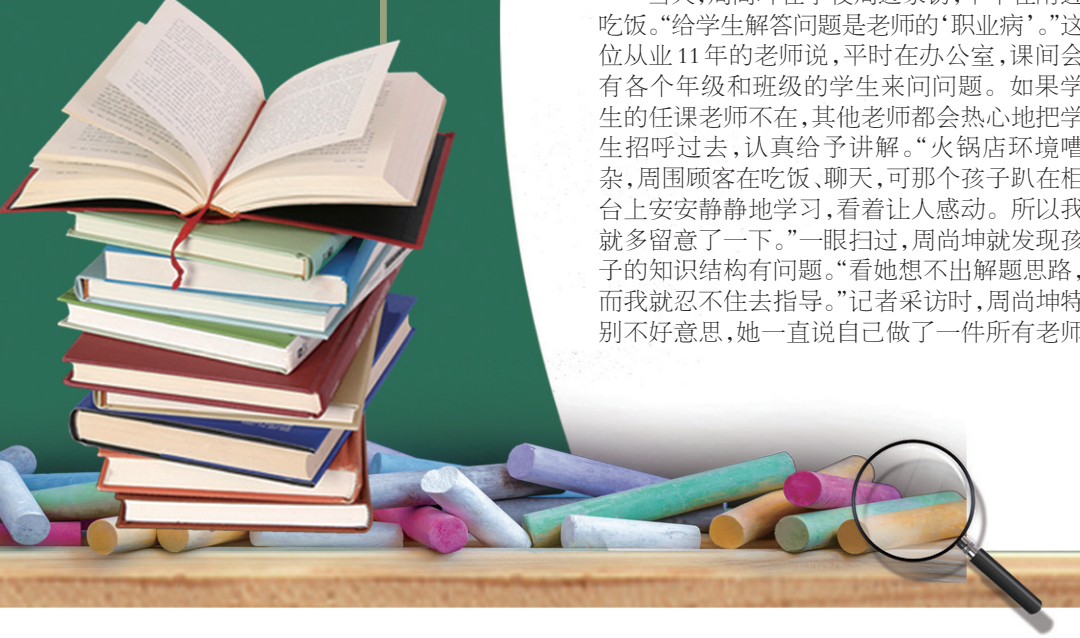 吃饭。“给学生解答问题是老师的‘职业病’。”这
位从业11年的老师说,平时在办公室,课间会
有各个年级和班级的学生来问问题。如果学
生的任课老师不在,其他老师都会热心地把学
生招呼过去,认真给予讲解。“火锅店环境嘈
杂,周围顾客在吃饭、聊天,可那个孩子趴在柜
台上安安静静地学习,看着让人感动。所以我
就多留意了一下。”一眼扫过,周尚坤就发现孩
子的知识结构有问题。“看她想不出解题思路,
而我就忍不住去指导。”记者采访时,周尚坤特
别不好意思,她一直说自己做了一件所有老师